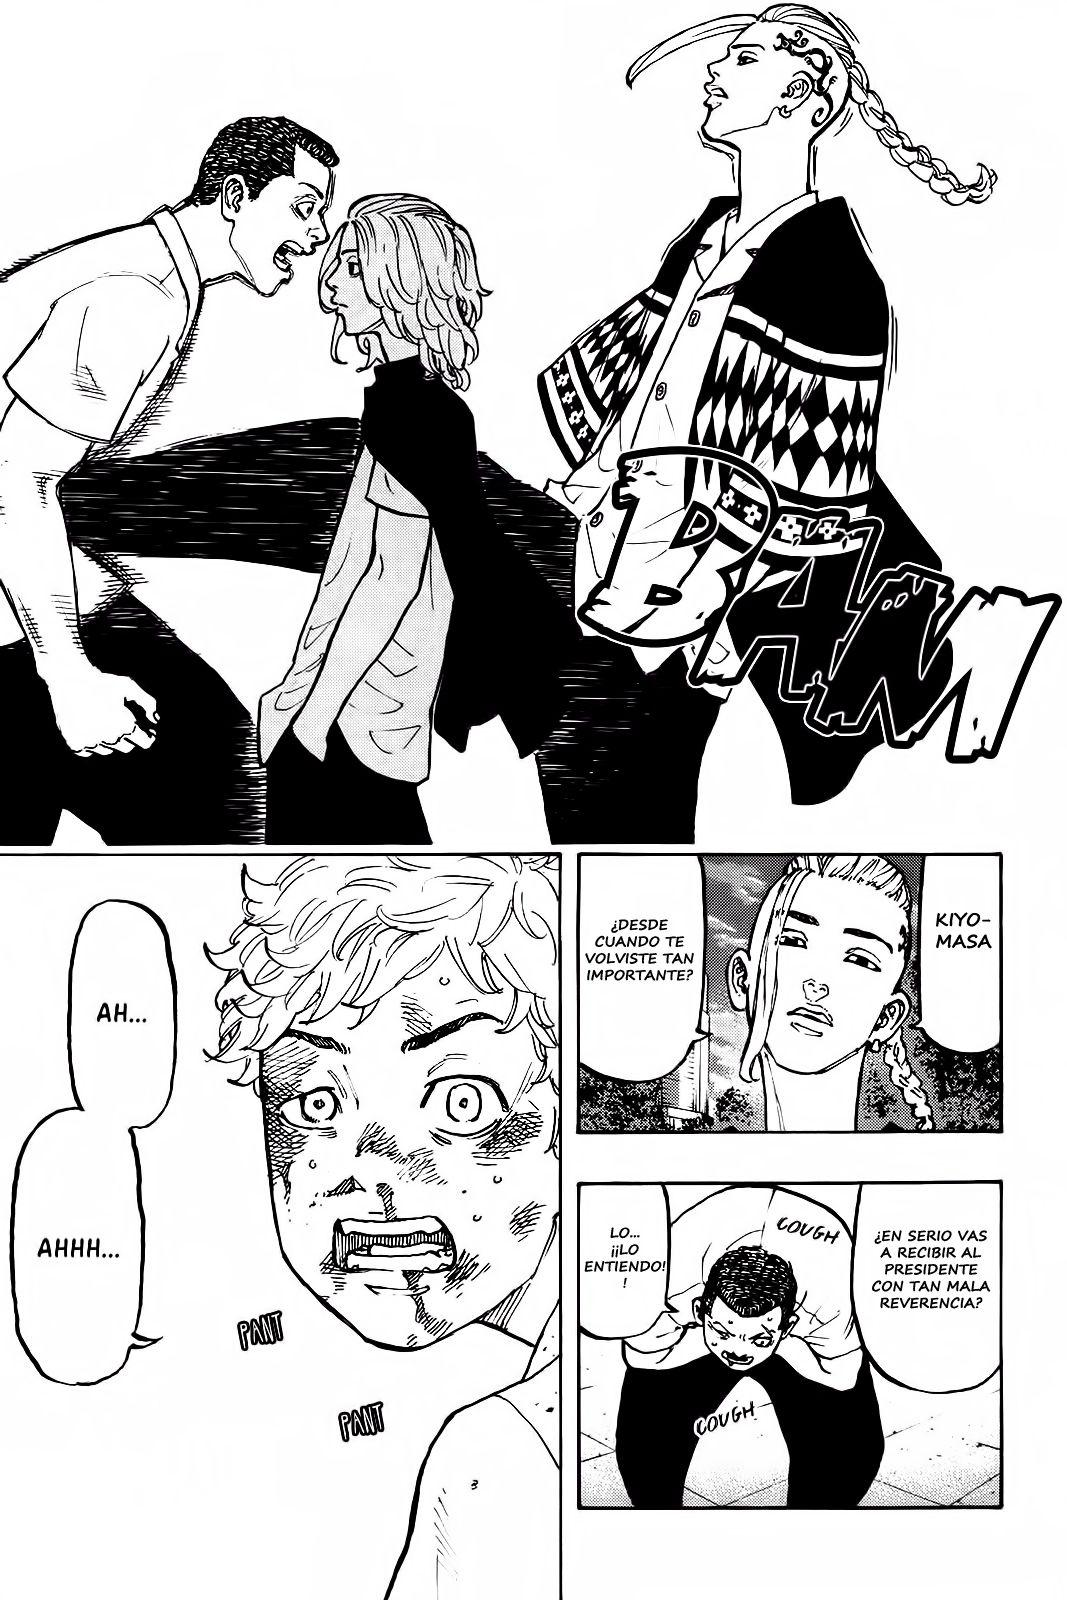 BAM
KIYO-
MASA
¿DESDE
CUANDO TE
VOLVISTE TAN
IMPORTANTE?
¿EN SERIO VAS
A RECIBIR AL
PRESIDENTE
CON TAN MALA
REVERENCIA?
COUGH
LO...
¡¡LO
ENTIENDO!
!
COUGH
AH...
AHHH...
PANT
PANT